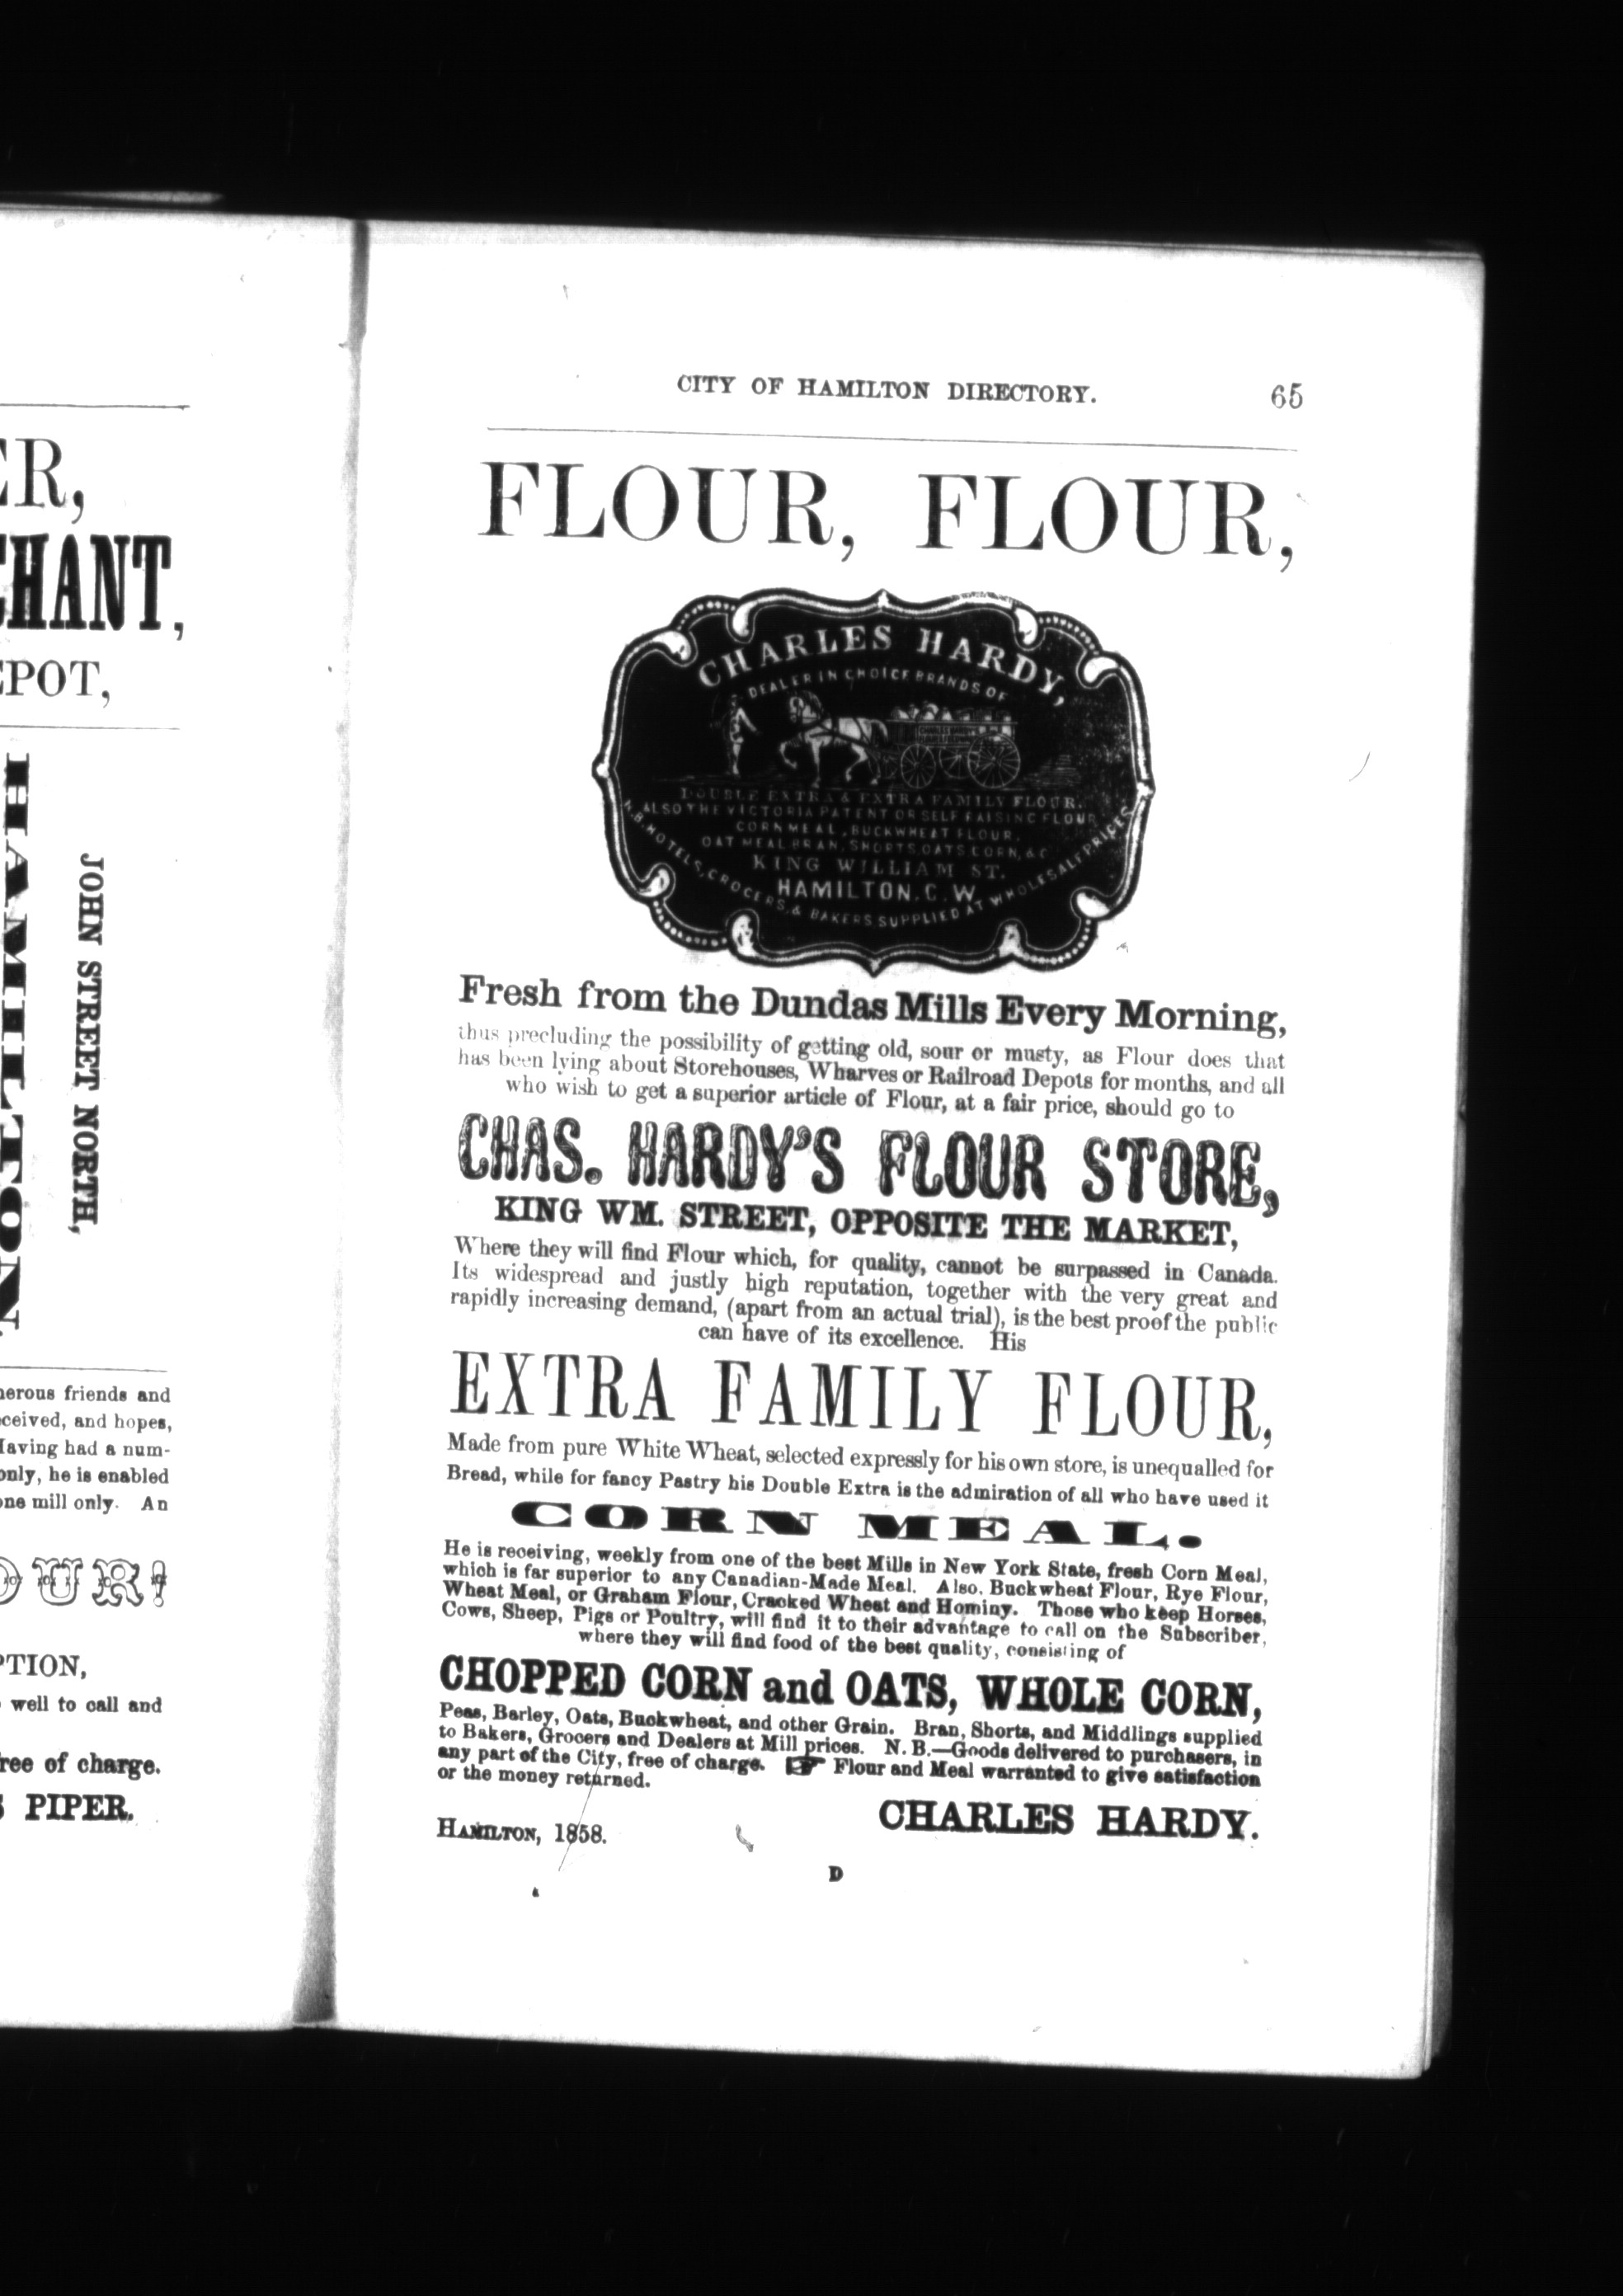 ER,
CHANT,
EPOT,
HAMILTON,
JOHN STREET NORTH,
nerous friends and
ceived, and hopes,
Having had a num-
only, he is enabled
one mill only. An
OUR!
PTION,
well to call and
free of charge.
S PIPER.
CITY OF HAMILTON DIRECTORY. 65
FLOUR, FLOUR,
CHARLES HARDY,
DEALER IN CHOICE BRANDS OF
DOUBLE EXTRA & EXTRA FAMILY FLOUR.
ALSO THE VICTORIA PATENT OR SELF RAISING FLOUR
CORN MEAL, BUCKWHEAT FLOUR,
OAT MEAL BRAN, SHORTS, OATS CORN, &C
KING WILLIAM ST.
HAMILTON. C. W.
N.B. HOTELS, GROCERS, & BAKERS SUPPLIED AT WHOLESALE PRICES
Fresh from the Dundas Mills Every Morning,
thus precluding the possibility of getting old, sour or musty, as Flour does that
has been lying about Storehouses, Wharves or Railroad Depots for months, and all
who wish to get a superior article of Flour, at a fair price, should go to
CHAS. HARDY'S FLOUR STORE,
KING WM. STREET, OPPOSITE THE MARKET,
Where they will find Flour which, for quality, cannot be surpassed in Canada.
Its widespread and justly high reputation, together with the very great and
rapidly increasing demand, (apart from an actual trial), is the best proof the public
can have of its excellence. His
EXTRA FAMILY FLOUR,
Made from pure White Wheat, selected expressly for his own store, is unequalled for
Bread, while for fancy Pastry his Double Extra is the admiration of all who have used it
CORN MEAL.
He is receiving, weekly from one of the best Mills in New York State, fresh Corn Meal,
which is far superior to any Canadian-Made Meal. Also. Buckwheat Flour, Rye Flour,
Wheat Meal, or Graham Flour, Cracked Wheat and Hominy. Those who keep Horses,
Cows, Sheep, Pigs or Poultry, will find it to their advantage to call on the Subscriber,
where they will find food of the best quality, consisting of
CHOPPED CORN and OATS, WHOLE CORN,
Peas, Barley, Oats, Buckwheat, and other Grain. Bran, Shorts, and Middlings supplied
to Bakers, Grocers and Dealers at Mill prices. N. B.—Goods delivered to purchasers, in
any part of the City, free of charge. ☞ Flour and Meal warranted to give satisfaction
or the money returned.
CHARLES HARDY.
HAMILTON, 1858.
D